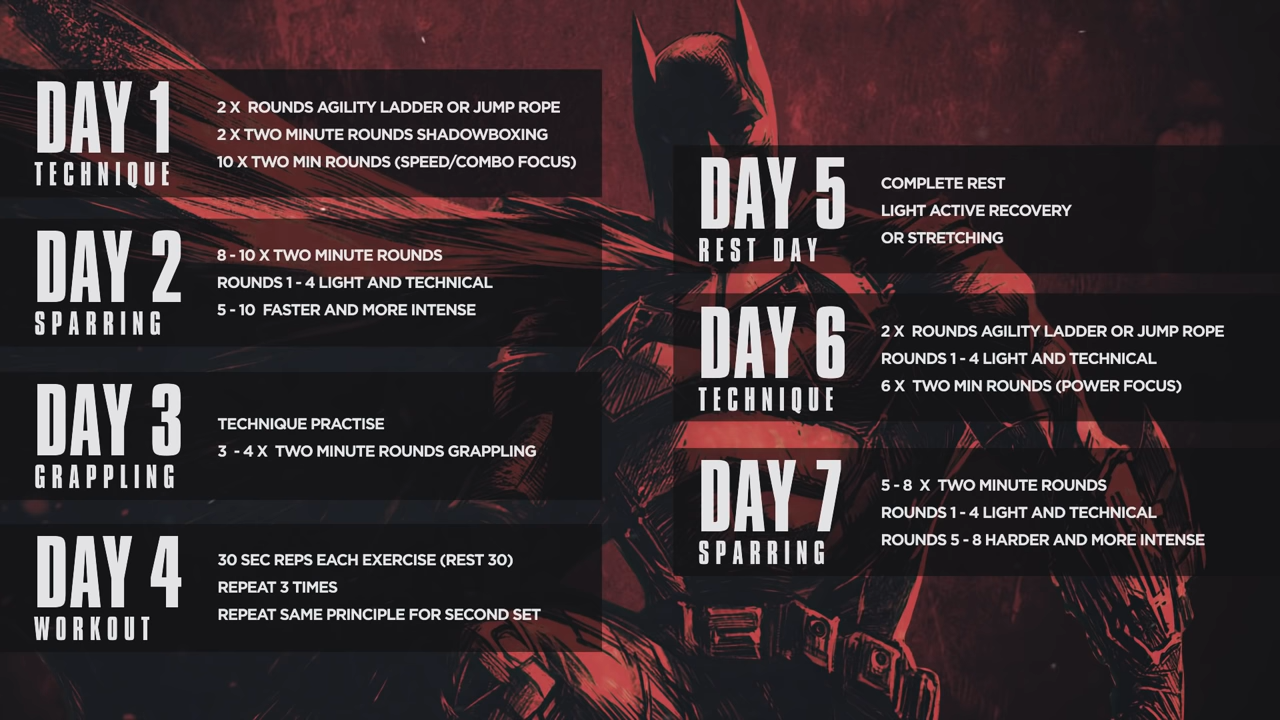 DAY 1
TECHNIQUE
2 X ROUNDS AGILITY LADDER OR JUMP ROPE
2 X TWO MINUTE ROUNDS SHADOWBOXING
10 X TWO MIN ROUNDS (SPEED/COMBO FOCUS)
DAY 2
SPARRING
8 - 10 X TWO MINUTE ROUNDS
ROUNDS 1 - 4 LIGHT AND TECHNICAL
5 - 10 FASTER AND MORE INTENSE
DAY 3
GRAPPLING
TECHNIQUE PRACTISE
3 - 4 X TWO MINUTE ROUNDS GRAPPLING
DAY 4
WORKOUT
30 SEC REPS EACH EXERCISE (REST 30)
REPEAT 3 TIMES
REPEAT SAME PRINCIPLE FOR SECOND SET
DAY 5
REST DAY
COMPLETE REST
LIGHT ACTIVE RECOVERY
OR STRETCHING
DAY 6
TECHNIQUE
2 X ROUNDS AGILITY LADDER OR JUMP ROPE
ROUNDS 1 - 4 LIGHT AND TECHNICAL
6 X TWO MIN ROUNDS (POWER FOCUS)
DAY 7
SPARRING
5 - 8 X TWO MINUTE ROUNDS
ROUNDS 1 - 4 LIGHT AND TECHNICAL
ROUNDS 5 - 8 HARDER AND MORE INTENSE